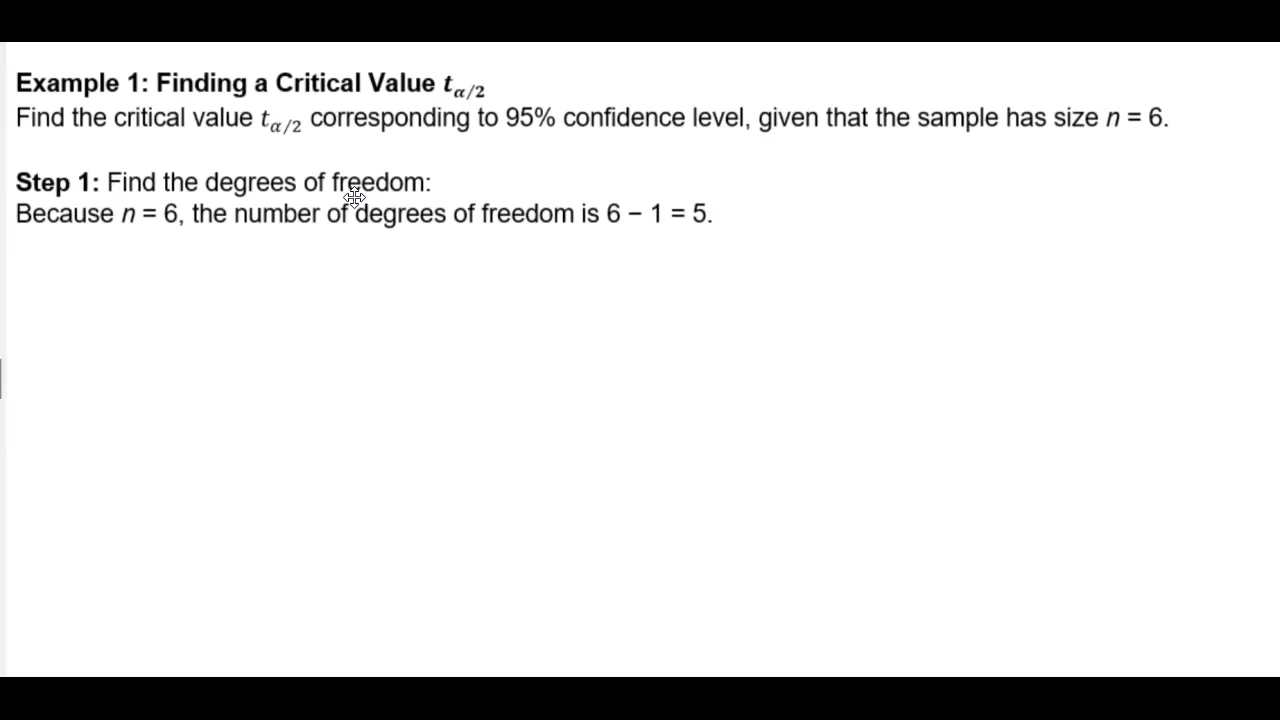 Example 1: Finding a Critical Value tα/2
Find the critical value tα/2 corresponding to 95% confidence level, given that the sample has size n = 6.
Step 1: Find the degrees of freedom:
Because n = 6, the number of degrees of freedom is 6 − 1 = 5.